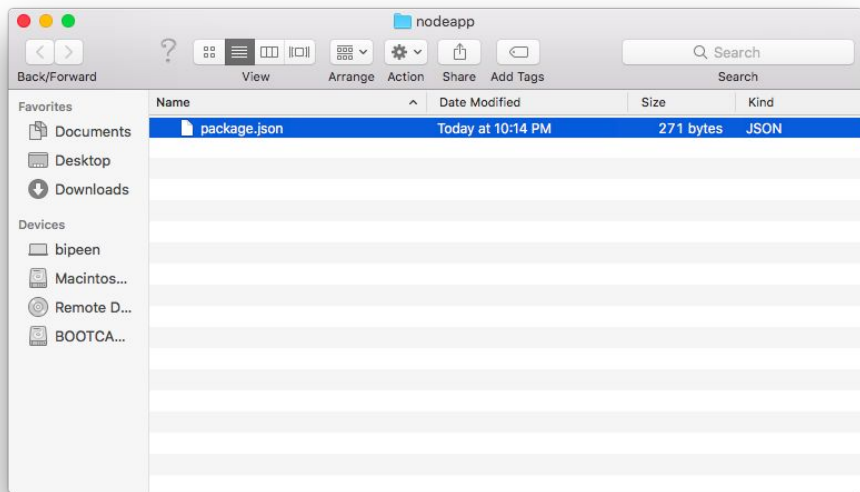 nodeapp
? Search
Back/Forward View Arrange Action Share Add Tags Search
Favorites Name Date Modified Size Kind
Documents package.json Today at 10:14 PM 271 bytes JSON
Desktop
Downloads
Devices
bipeen
Macintos...
Remote D...
BOOTCA...